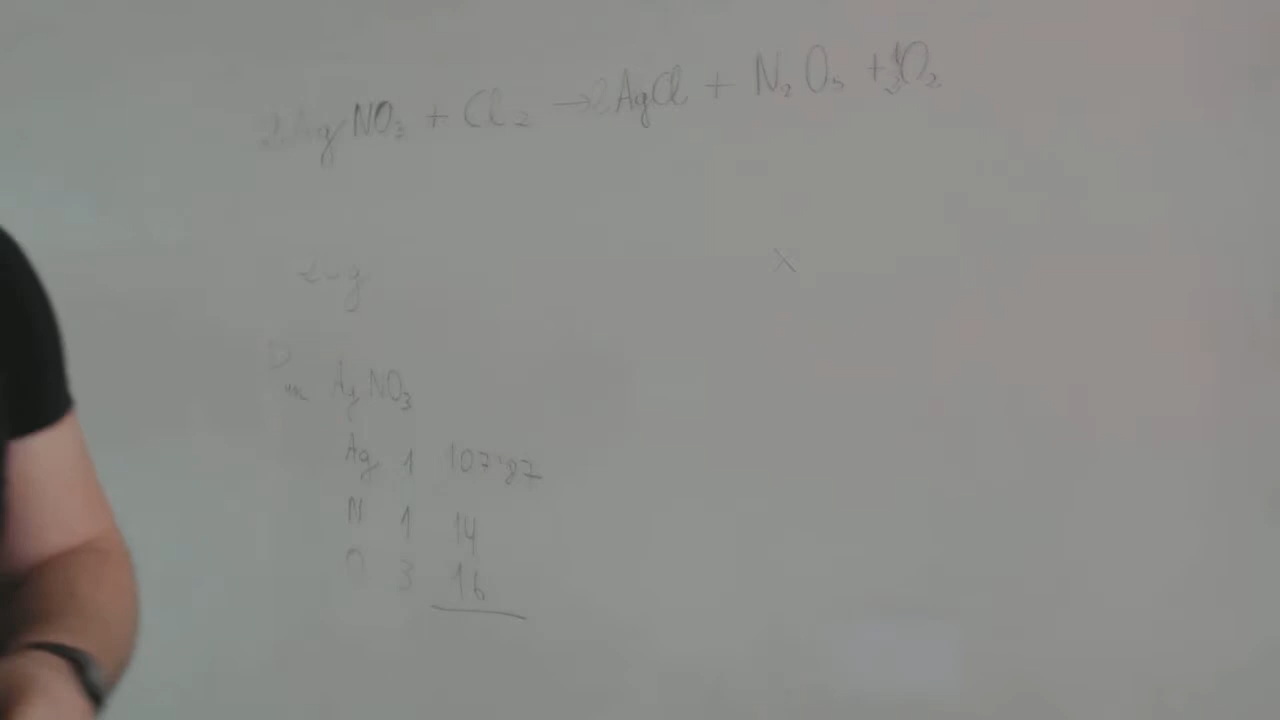 2AgNO₃ + Cl₂ → 2AgCl + N₂O₅ + ½O₂
x
m AgNO₃
Ag 1 107'87
N 1 14
O 3 16